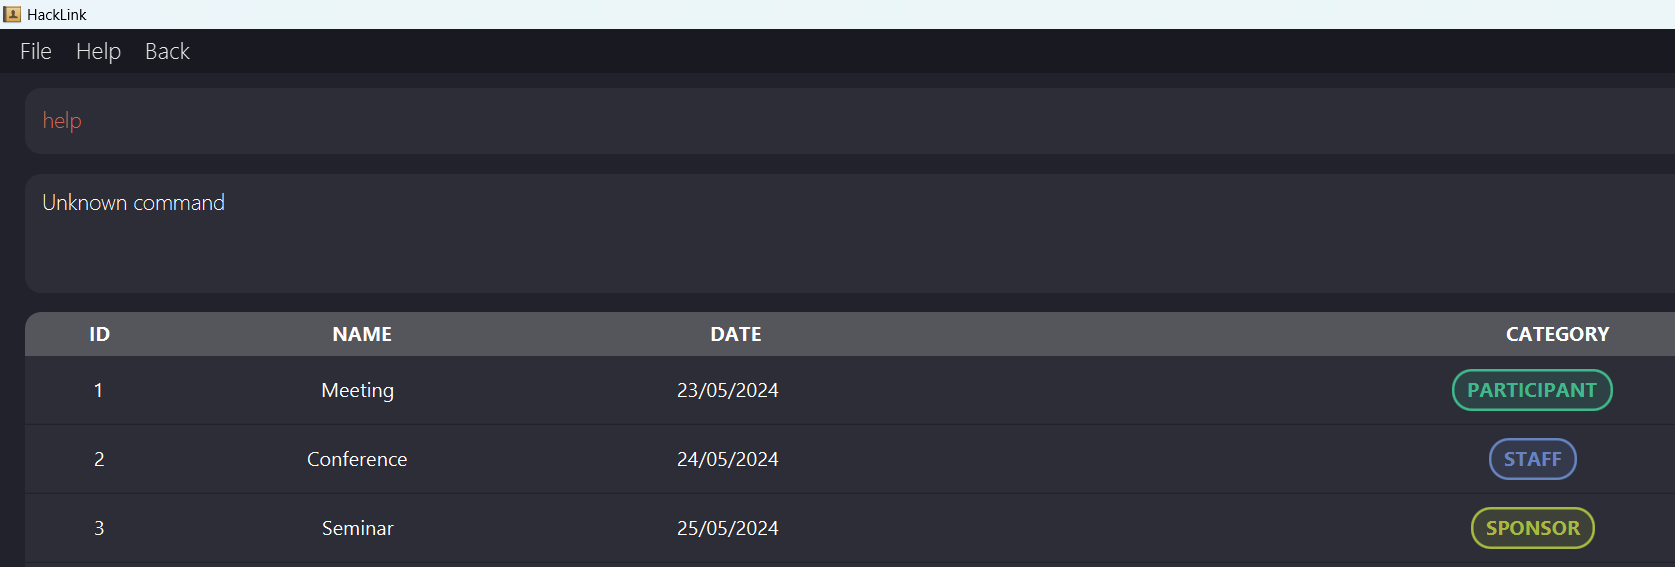 HackLink
File Help Back
help
Unknown command
ID NAME DATE CATEGORY
1 Meeting 23/05/2024 PARTICIPANT
2 Conference 24/05/2024 STAFF
3 Seminar 25/05/2024 SPONSOR